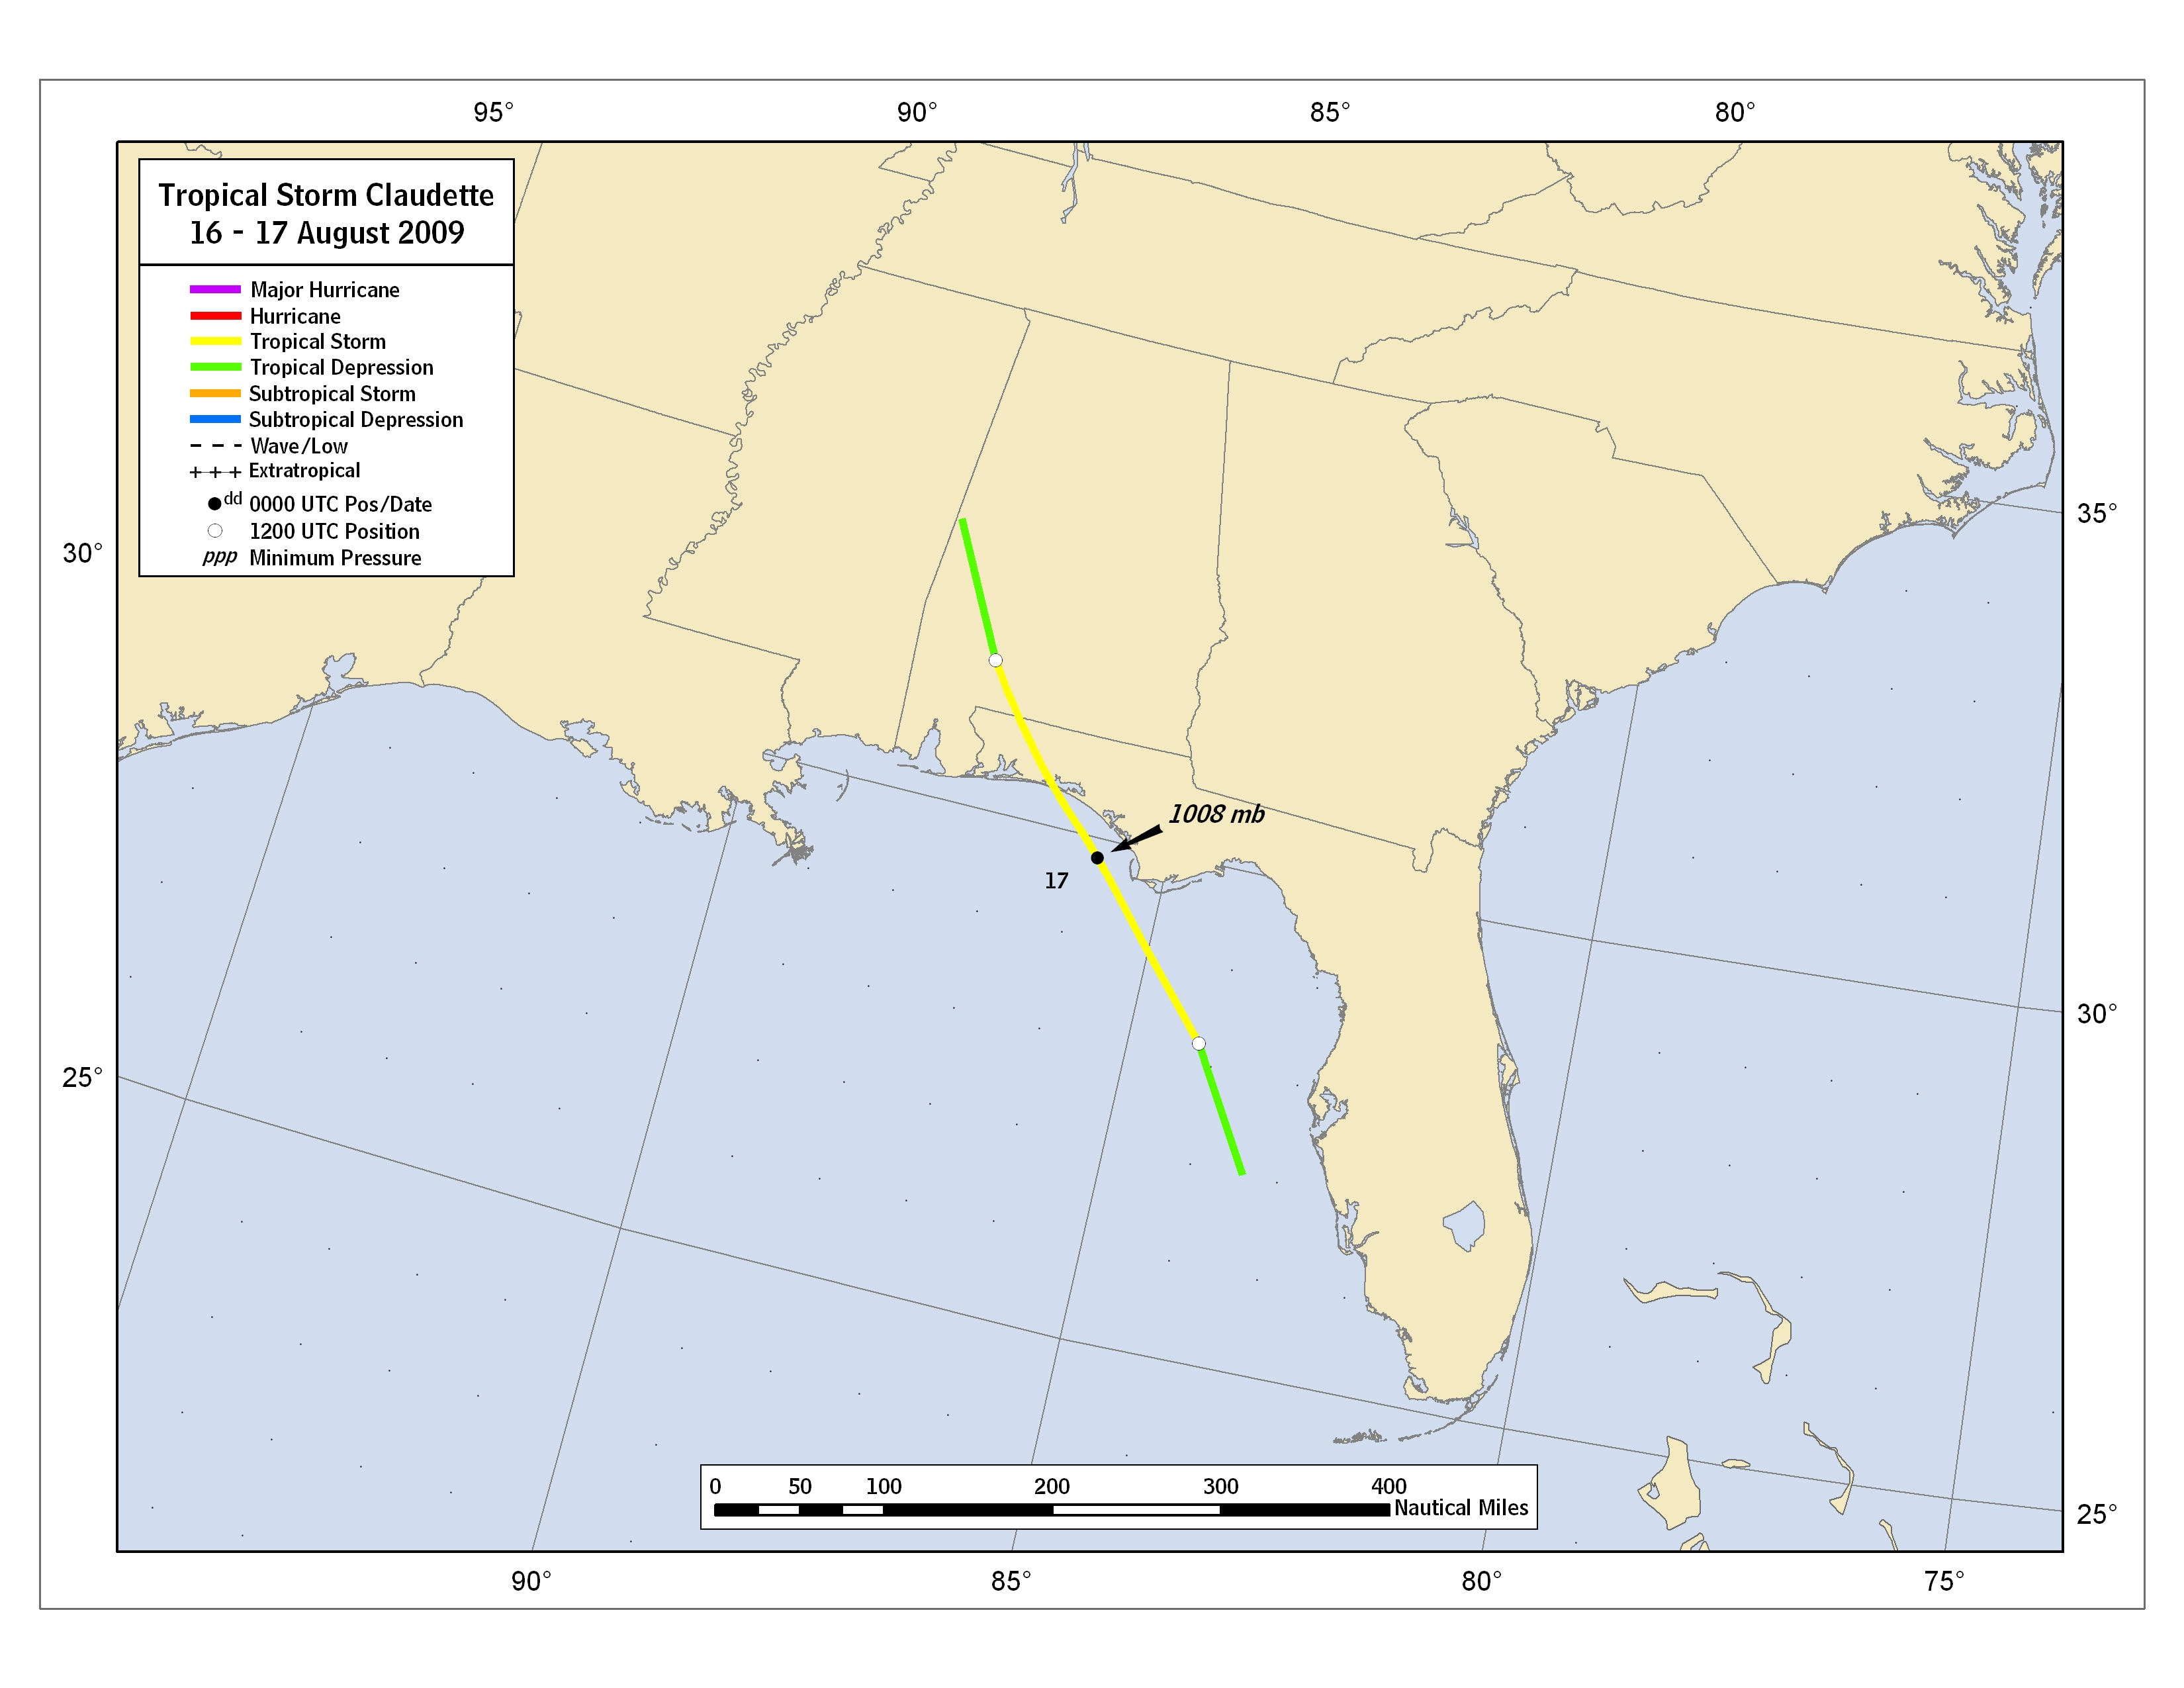 95° 90° 85° 80°
Tropical Storm Claudette
16 - 17 August 2009
Major Hurricane
Hurricane
Tropical Storm
Tropical Depression
Subtropical Storm
Subtropical Depression
Wave/Low
Extratropical
dd 0000 UTC Pos/Date
1200 UTC Position
ppp Minimum Pressure
35°
30°
1008 mb
17
30°
25°
0 50 100 200 300 400
Nautical Miles
25°
90° 85° 80° 75°